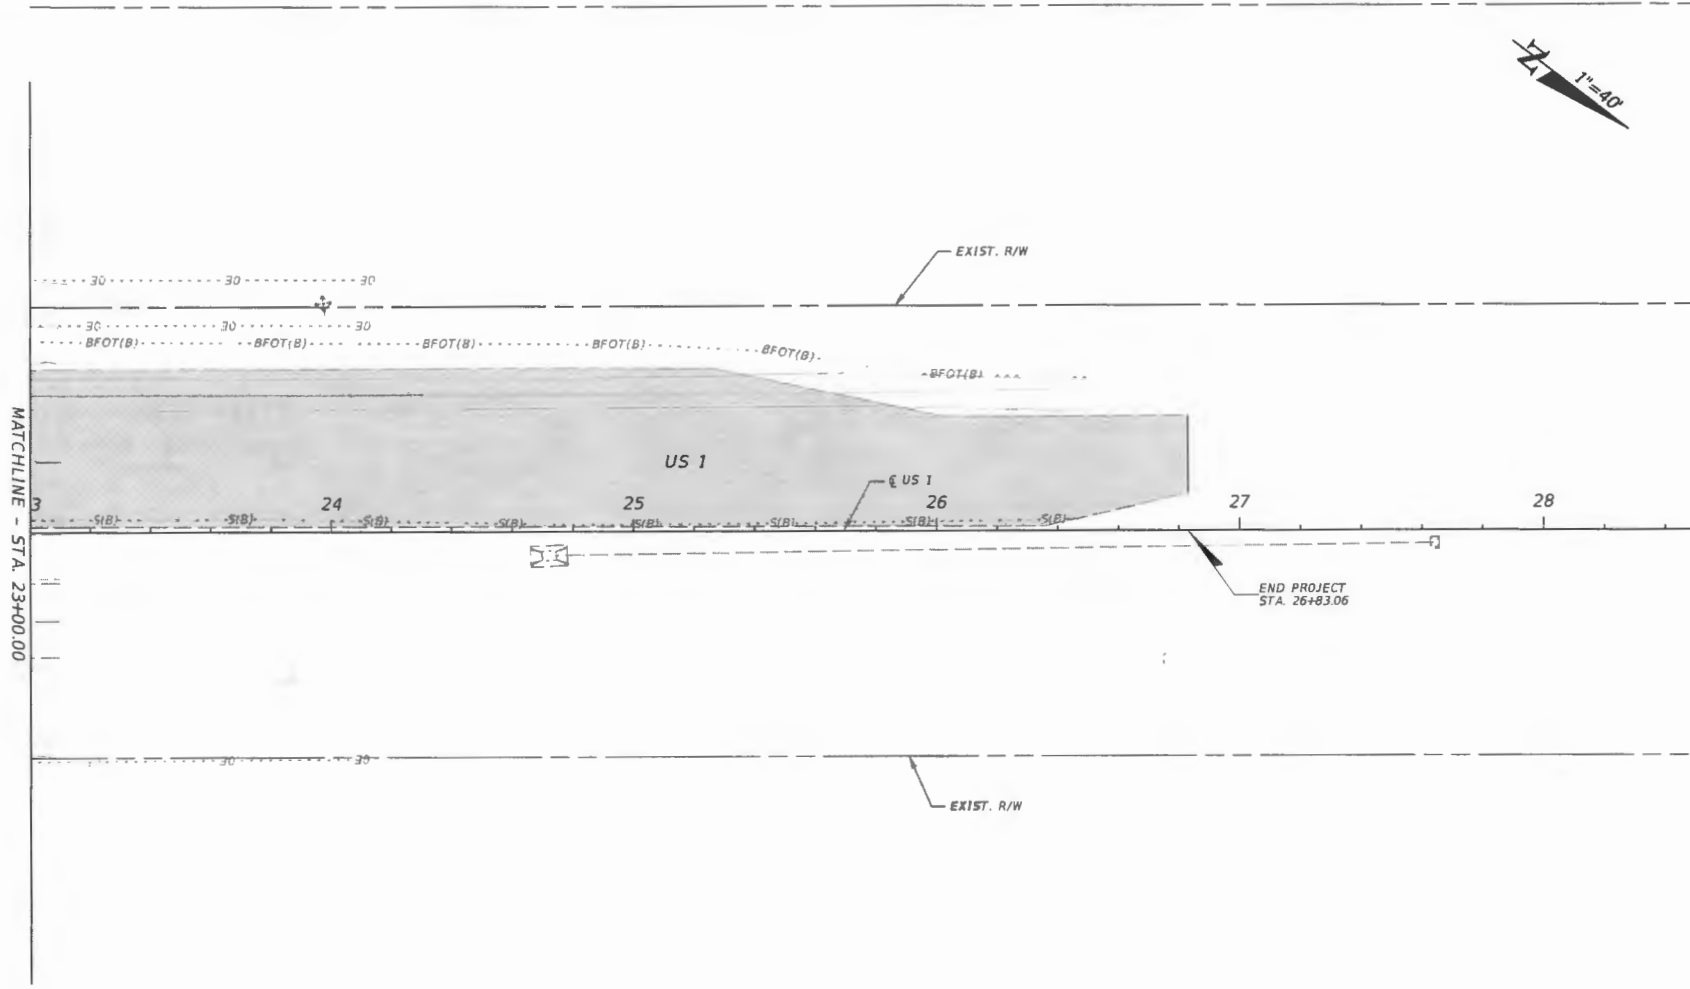 N
1"=40'
EXIST. R/W
30 30 30
30 30 30
BFOT(B) BFOT(B) BFOT(B) BFOT(B) BFOT(B)
BFOT(B)
US 1
℄ US 1
3 24 25 26 27 28
S(B) S(B) S(B) S(B) S(B) S(B) S(B) S(B)
END PROJECT
STA. 26+83.06
MATCHLINE - STA. 23+00.00
30 30
EXIST. R/W